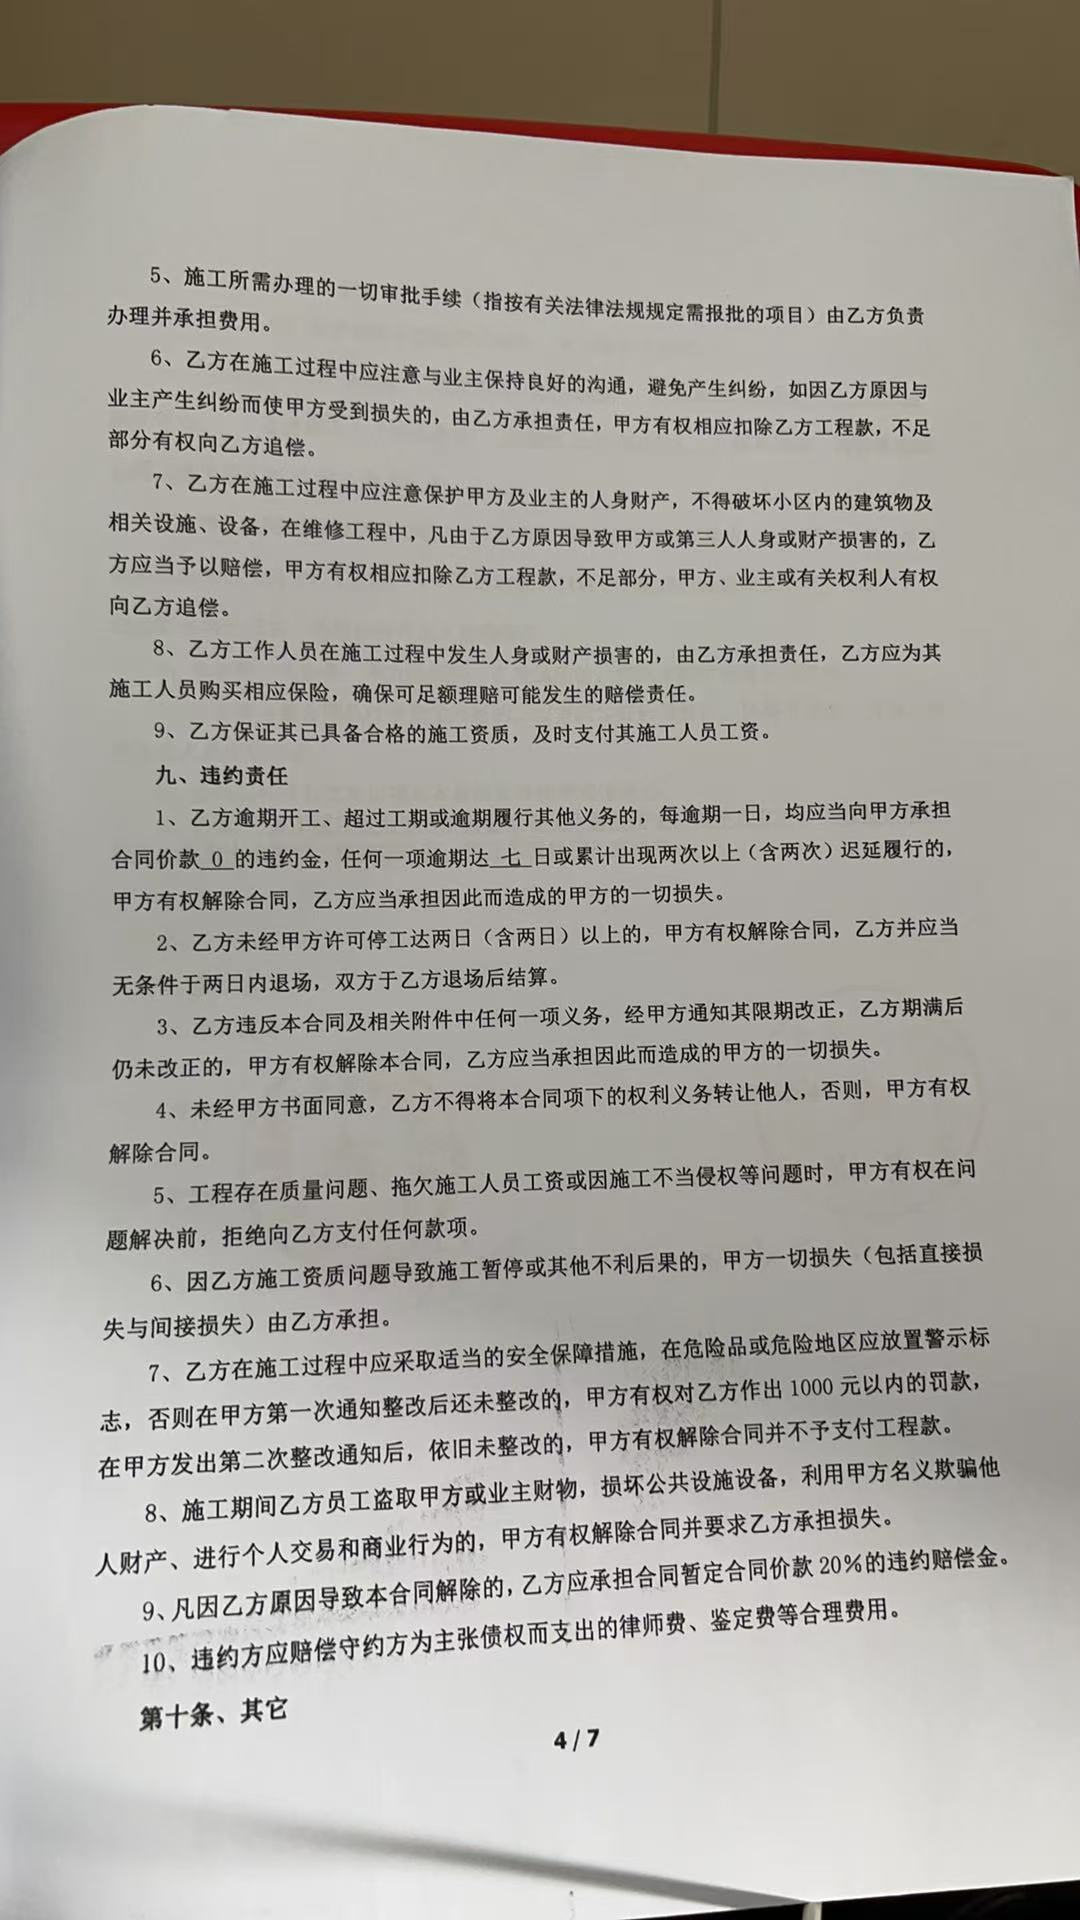 5、施工所需办理的一切审批手续（指按有关法律法规规定需报批的项目）由乙方负责
办理并承担费用。
6、乙方在施工过程中应注意与业主保持良好的沟通，避免产生纠纷，如因乙方原因与
业主产生纠纷而使甲方受到损失的，由乙方承担责任，甲方有权相应扣除乙方工程款，不足
部分有权向乙方追偿。
7、乙方在施工过程中应注意保护甲方及业主的人身财产，不得破坏小区内的建筑物及
相关设施、设备，在维修工程中，凡由于乙方原因导致甲方或第三人人身或财产损害的，乙
方应当予以赔偿，甲方有权相应扣除乙方工程款，不足部分，甲方、业主或有关权利人有权
向乙方追偿。
8、乙方工作人员在施工过程中发生人身或财产损害的，由乙方承担责任，乙方应为其
施工人员购买相应保险，确保可足额理赔可能发生的赔偿责任。
9、乙方保证其已具备合格的施工资质，及时支付其施工人员工资。
九、违约责任
1、乙方逾期开工、超过工期或逾期履行其他义务的，每逾期一日，均应当向甲方承担
合同价款 0 的违约金，任何一项逾期达 七 日或累计出现两次以上（含两次）迟延履行的，
甲方有权解除合同，乙方应当承担因此而造成的甲方的一切损失。
2、乙方未经甲方许可停工达两日（含两日）以上的，甲方有权解除合同，乙方并应当
无条件于两日内退场，双方于乙方退场后结算。
3、乙方违反本合同及相关附件中任何一项义务，经甲方通知其限期改正，乙方期满后
仍未改正的，甲方有权解除本合同，乙方应当承担因此而造成的甲方的一切损失。
4、未经甲方书面同意，乙方不得将本合同项下的权利义务转让他人，否则，甲方有权
解除合同。
5、工程存在质量问题、拖欠施工人员工资或因施工不当侵权等问题时，甲方有权在问
题解决前，拒绝向乙方支付任何款项。
6、因乙方施工资质问题导致施工暂停或其他不利后果的，甲方一切损失（包括直接损
失与间接损失）由乙方承担。
7、乙方在施工过程中应采取适当的安全保障措施，在危险品或危险地区应放置警示标
志，否则在甲方第一次通知整改后还未整改的，甲方有权对乙方作出 1000 元以内的罚款，
在甲方发出第二次整改通知后，依旧未整改的，甲方有权解除合同并不予支付工程款。
8、施工期间乙方员工盗取甲方或业主财物，损坏公共设施设备，利用甲方名义欺骗他
人财产、进行个人交易和商业行为的，甲方有权解除合同并要求乙方承担损失。
9、凡因乙方原因导致本合同解除的，乙方应承担合同暂定合同价款 20%的违约赔偿金。
10、违约方应赔偿守约方为主张债权而支出的律师费、鉴定费等合理费用。
第十条、其它
4 / 7